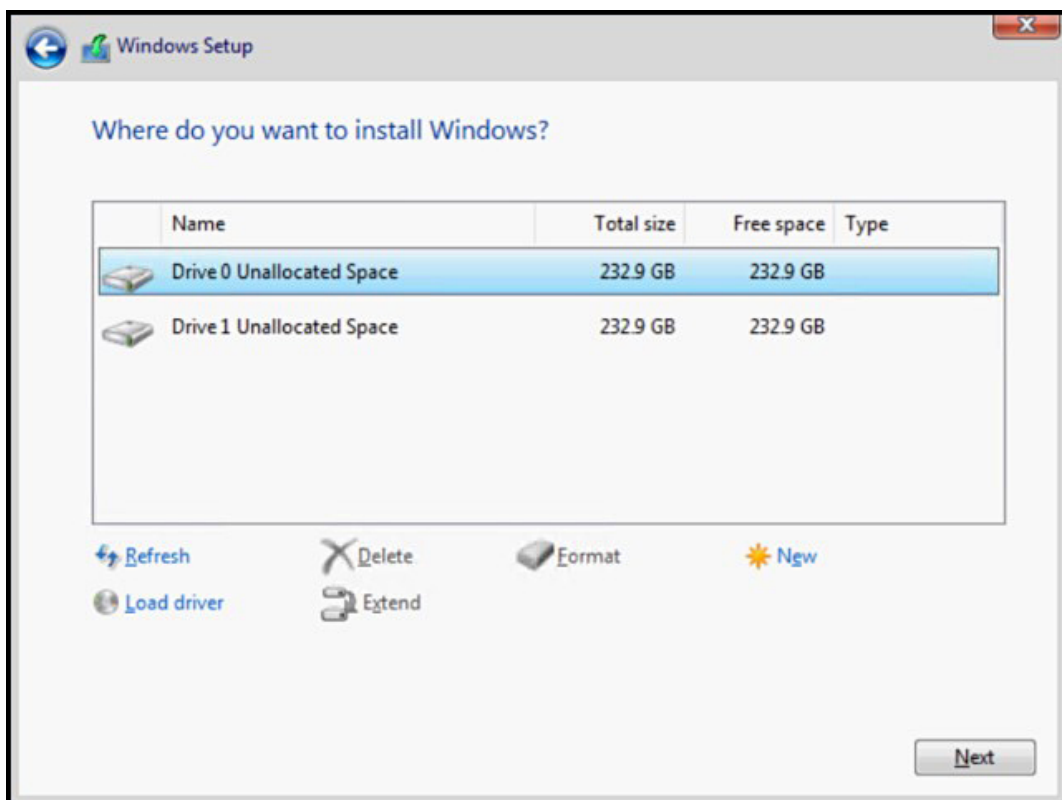 Windows Setup
Where do you want to install Windows?
Name Total size Free space Type
Drive 0 Unallocated Space 232.9 GB 232.9 GB
Drive 1 Unallocated Space 232.9 GB 232.9 GB
Refresh Delete Format New
Load driver Extend
Next